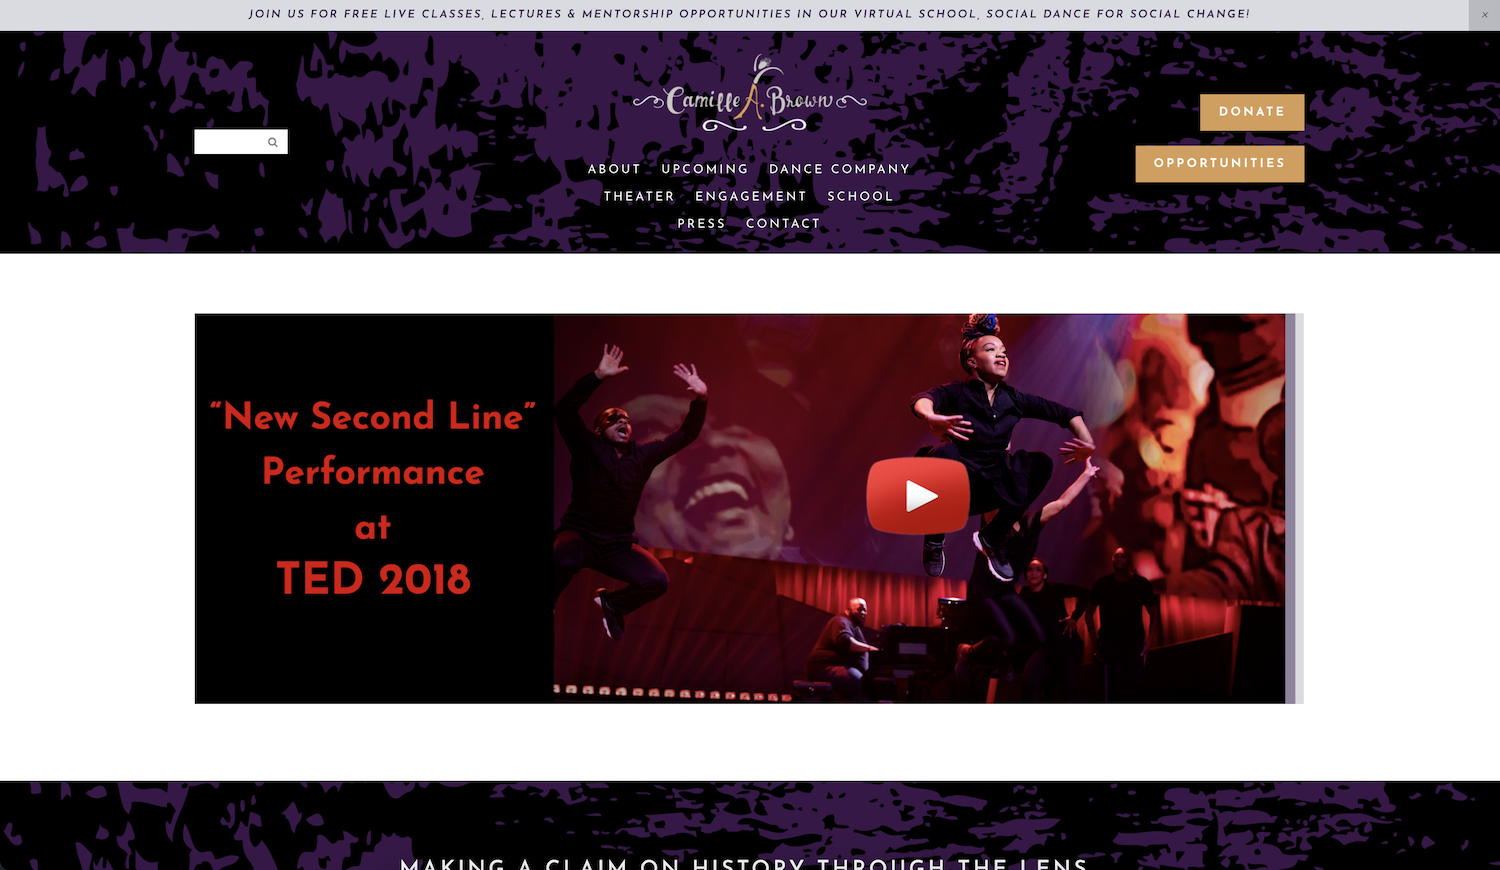 JOIN US FOR FREE LIVE CLASSES, LECTURES & MENTORSHIP OPPORTUNITIES IN OUR VIRTUAL SCHOOL, SOCIAL DANCE FOR SOCIAL CHANGE!
Camille A. Brown
DONATE
OPPORTUNITIES
ABOUT UPCOMING DANCE COMPANY
THEATER ENGAGEMENT SCHOOL
PRESS CONTACT
“New Second Line”
Performance
at
TED 2018
MAKING A CLAIM ON HISTORY THROUGH THE LENS